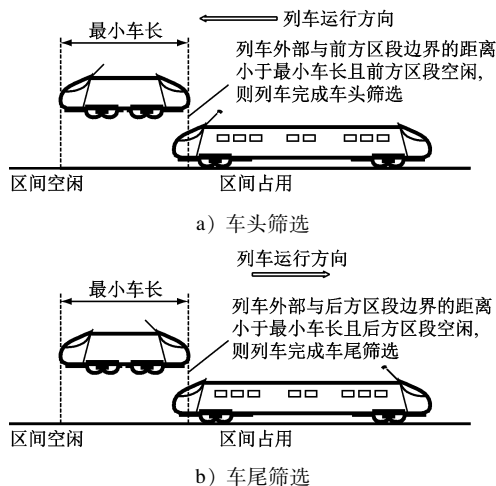 列车运行方向
最小车长
列车外部与前方区段边界的距离
小于最小车长且前方区段空闲,
则列车完成车头筛选
区间空闲
区间占用
a）车头筛选
列车运行方向
最小车长
列车外部与后方区段边界的距离
小于最小车长且后方区段空闲,
则列车完成车尾筛选
区间空闲
区间占用
b）车尾筛选